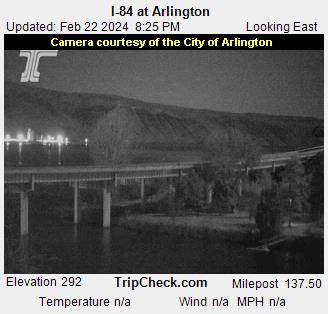 I-84 at Arlington
Updated: Feb 22 2024 8:25 PM Looking East
Camera courtesy of the City of Arlington
Elevation 292 TripCheck.com Milepost 137.50
Temperature n/a Wind n/a MPH n/a